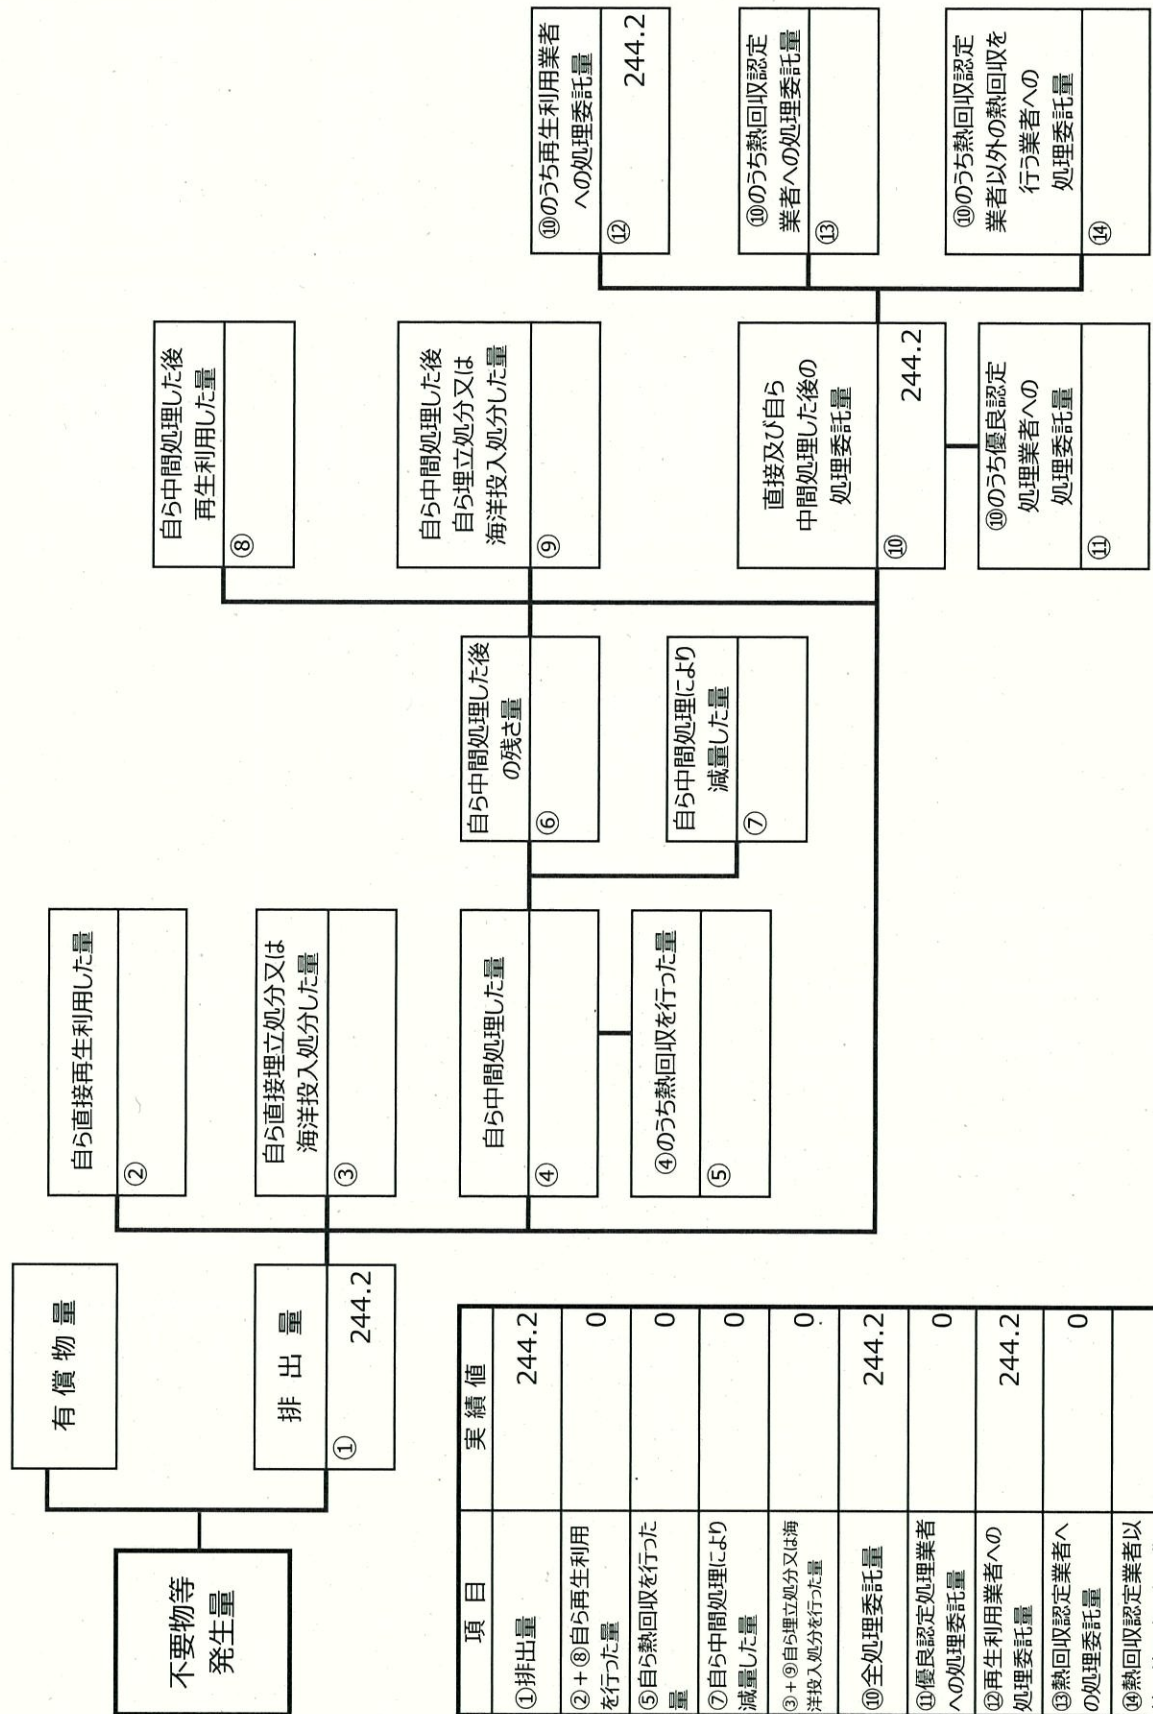 不要物等
発生量
有償物量
排出量
①
244.2
自ら直接再生利用した量
②
自ら直接埋立処分又は
海洋投入処分した量
③
自ら中間処理した量
④
④のうち熱回収を行った量
⑤
自ら中間処理した後
の残さ量
⑥
自ら中間処理により
減量した量
⑦
自ら中間処理した後
再生利用した量
⑧
自ら中間処理した後
自ら埋立処分又は
海洋投入処分した量
⑨
直接及び自ら
中間処理した後の
処理委託量
⑩
244.2
⑩のうち優良認定
処理業者への
処理委託量
⑪
⑩のうち再生利用業者
への処理委託量
⑫
244.2
⑩のうち熱回収認定
業者への処理委託量
⑬
⑩のうち熱回収認定
業者以外の熱回収を
行う業者への
処理委託量
⑭
項目 実績値
①排出量 244.2
②+⑧自ら再生利用
を行った量 0
⑤自ら熱回収を行った
量 0
⑦自ら中間処理により
減量した量 0
③+⑨自ら埋立処分又は海
洋投入処分を行った量 0
⑩全処理委託量 244.2
⑪優良認定処理業者
への処理委託量 0
⑫再生利用業者への
処理委託量 244.2
⑬熱回収認定業者へ
の処理委託量 0
⑭熱回収認定業者以